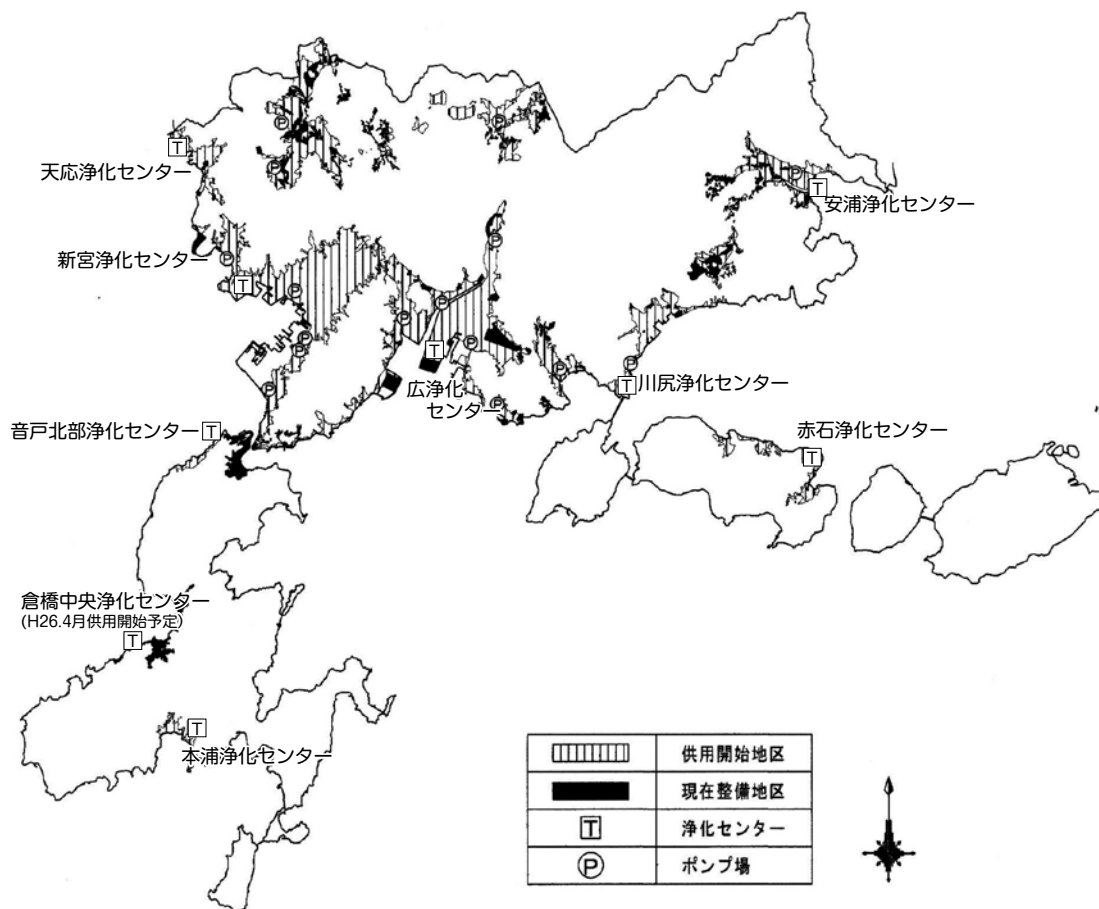 天応浄化センター
安浦浄化センター
新宮浄化センター
広浄化
センター
川尻浄化センター
音戸北部浄化センター
赤石浄化センター
倉橋中央浄化センター
(H26.4月供用開始予定)
本浦浄化センター
供用開始地区
現在整備地区
T 浄化センター
P ポンプ場